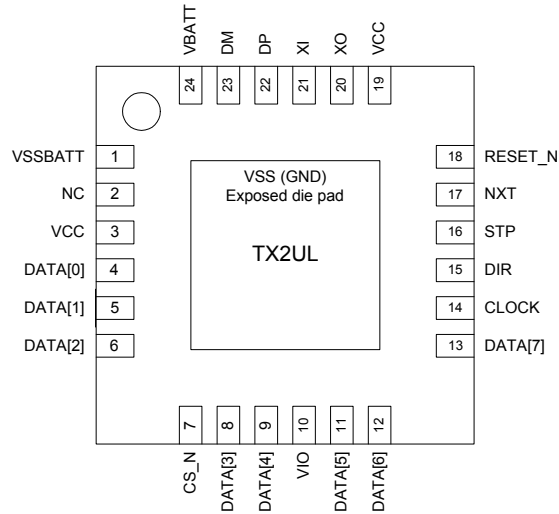 VBATT
DM
DP
XI
XO
VCC
24
23
22
21
20
19
VSSBATT 1
NC 2
VCC 3
DATA[0] 4
DATA[1] 5
DATA[2] 6
VSS (GND)
Exposed die pad
TX2UL
18 RESET_N
17 NXT
16 STP
15 DIR
14 CLOCK
13 DATA[7]
7
8
9
10
11
12
CS_N
DATA[3]
DATA[4]
VIO
DATA[5]
DATA[6]